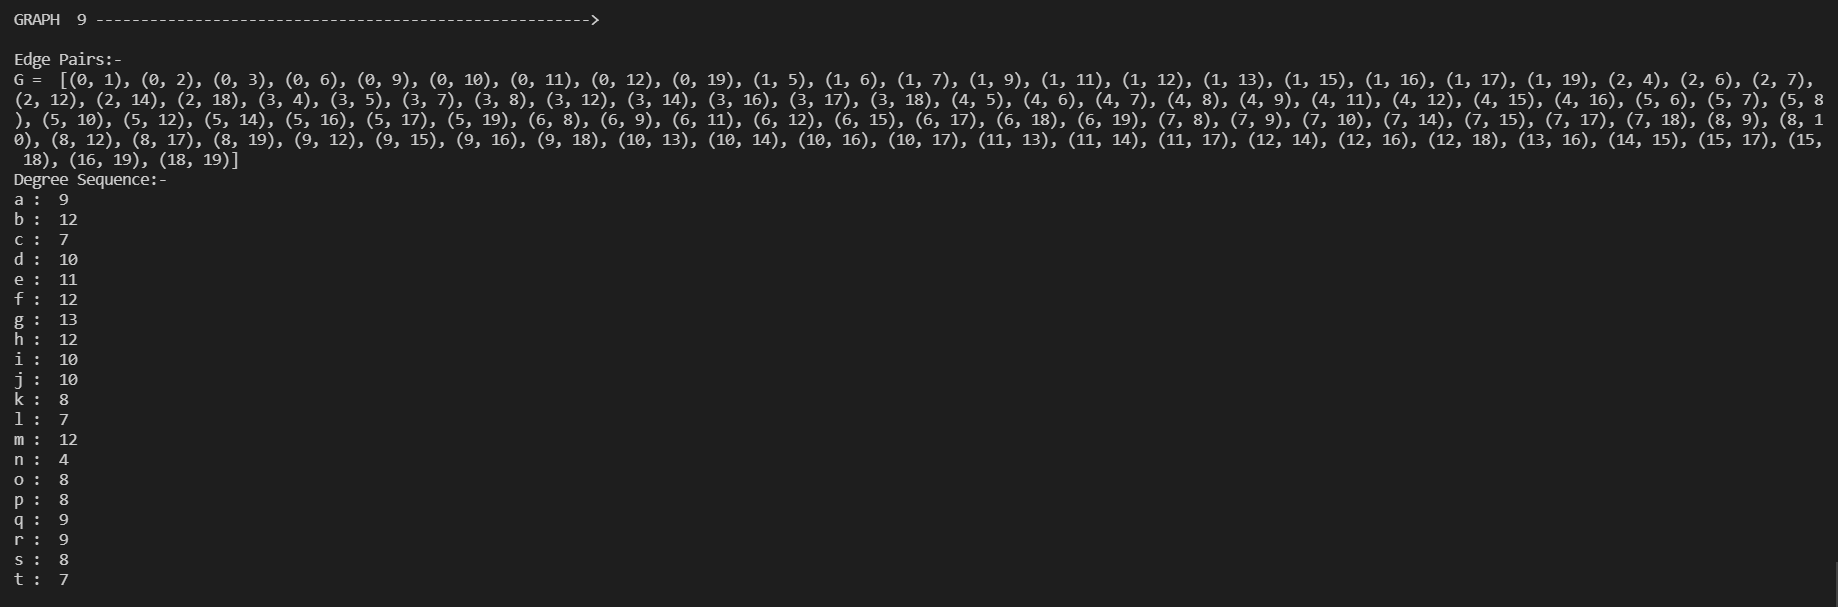 GRAPH  9 ------------------------------------------------------->
Edge Pairs:-
G =  [(0, 1), (0, 2), (0, 3), (0, 6), (0, 9), (0, 10), (0, 11), (0, 12), (0, 19), (1, 5), (1, 6), (1, 7), (1, 9), (1, 11), (1, 12), (1, 13), (1, 15), (1, 16), (1, 17), (1, 19), (2, 4), (2, 6), (2, 7),
(2, 12), (2, 14), (2, 18), (3, 4), (3, 5), (3, 7), (3, 8), (3, 12), (3, 14), (3, 16), (3, 17), (3, 18), (4, 5), (4, 6), (4, 7), (4, 8), (4, 9), (4, 11), (4, 12), (4, 15), (4, 16), (5, 6), (5, 7), (5, 8
), (5, 10), (5, 12), (5, 14), (5, 16), (5, 17), (5, 19), (6, 8), (6, 9), (6, 11), (6, 12), (6, 15), (6, 17), (6, 18), (6, 19), (7, 8), (7, 9), (7, 10), (7, 14), (7, 15), (7, 17), (7, 18), (8, 9), (8, 1
0), (8, 12), (8, 17), (8, 19), (9, 12), (9, 15), (9, 16), (9, 18), (10, 13), (10, 14), (10, 16), (10, 17), (11, 13), (11, 14), (11, 17), (12, 14), (12, 16), (12, 18), (13, 16), (14, 15), (15, 17), (15,
 18), (16, 19), (18, 19)]
Degree Sequence:-
a :  9
b :  12
c :  7
d :  10
e :  11
f :  12
g :  13
h :  12
i :  10
j :  10
k :  8
l :  7
m :  12
n :  4
o :  8
p :  8
q :  9
r :  9
s :  8
t :  7